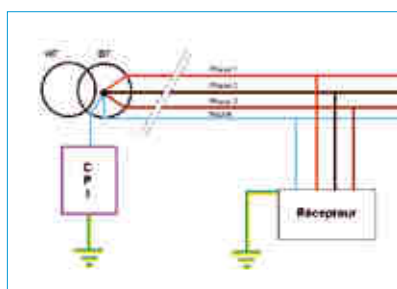 HT BT
Phase 1
Phase 2
Phase 3
Neutre
C
P
I
Récepteur